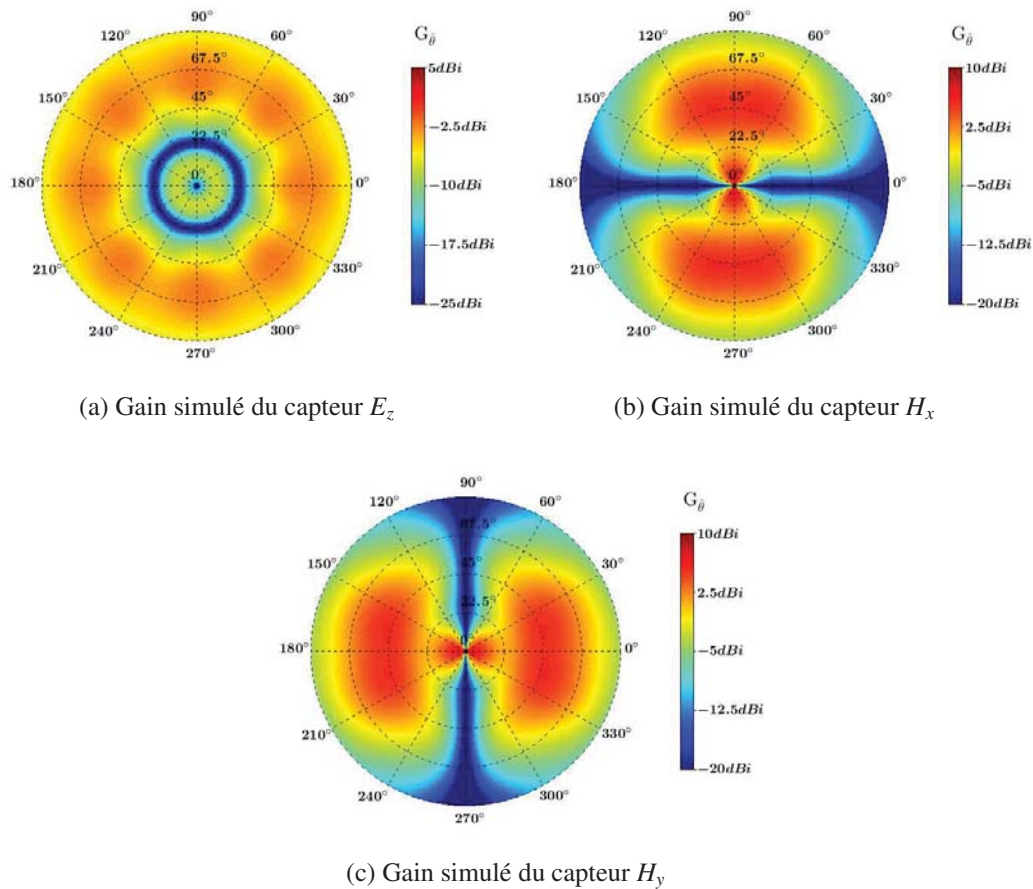 90°
120°
60°
G_θ̂
67.5°
5dBi
150°
45°
30°
-2.5dBi
22.5°
180°
0°
0°
-10dBi
210°
330°
-17.5dBi
240°
300°
-25dBi
270°
(a) Gain simulé du capteur E_z
90°
120°
60°
G_θ̂
67.5°
10dBi
150°
45°
30°
2.5dBi
22.5°
180°
0°
0°
-5dBi
210°
330°
-12.5dBi
240°
300°
-20dBi
270°
(b) Gain simulé du capteur H_x
90°
120°
60°
G_θ̂
67.5°
10dBi
150°
45°
30°
2.5dBi
22.5°
180°
0°
0°
-5dBi
210°
330°
-12.5dBi
240°
300°
-20dBi
270°
(c) Gain simulé du capteur H_y